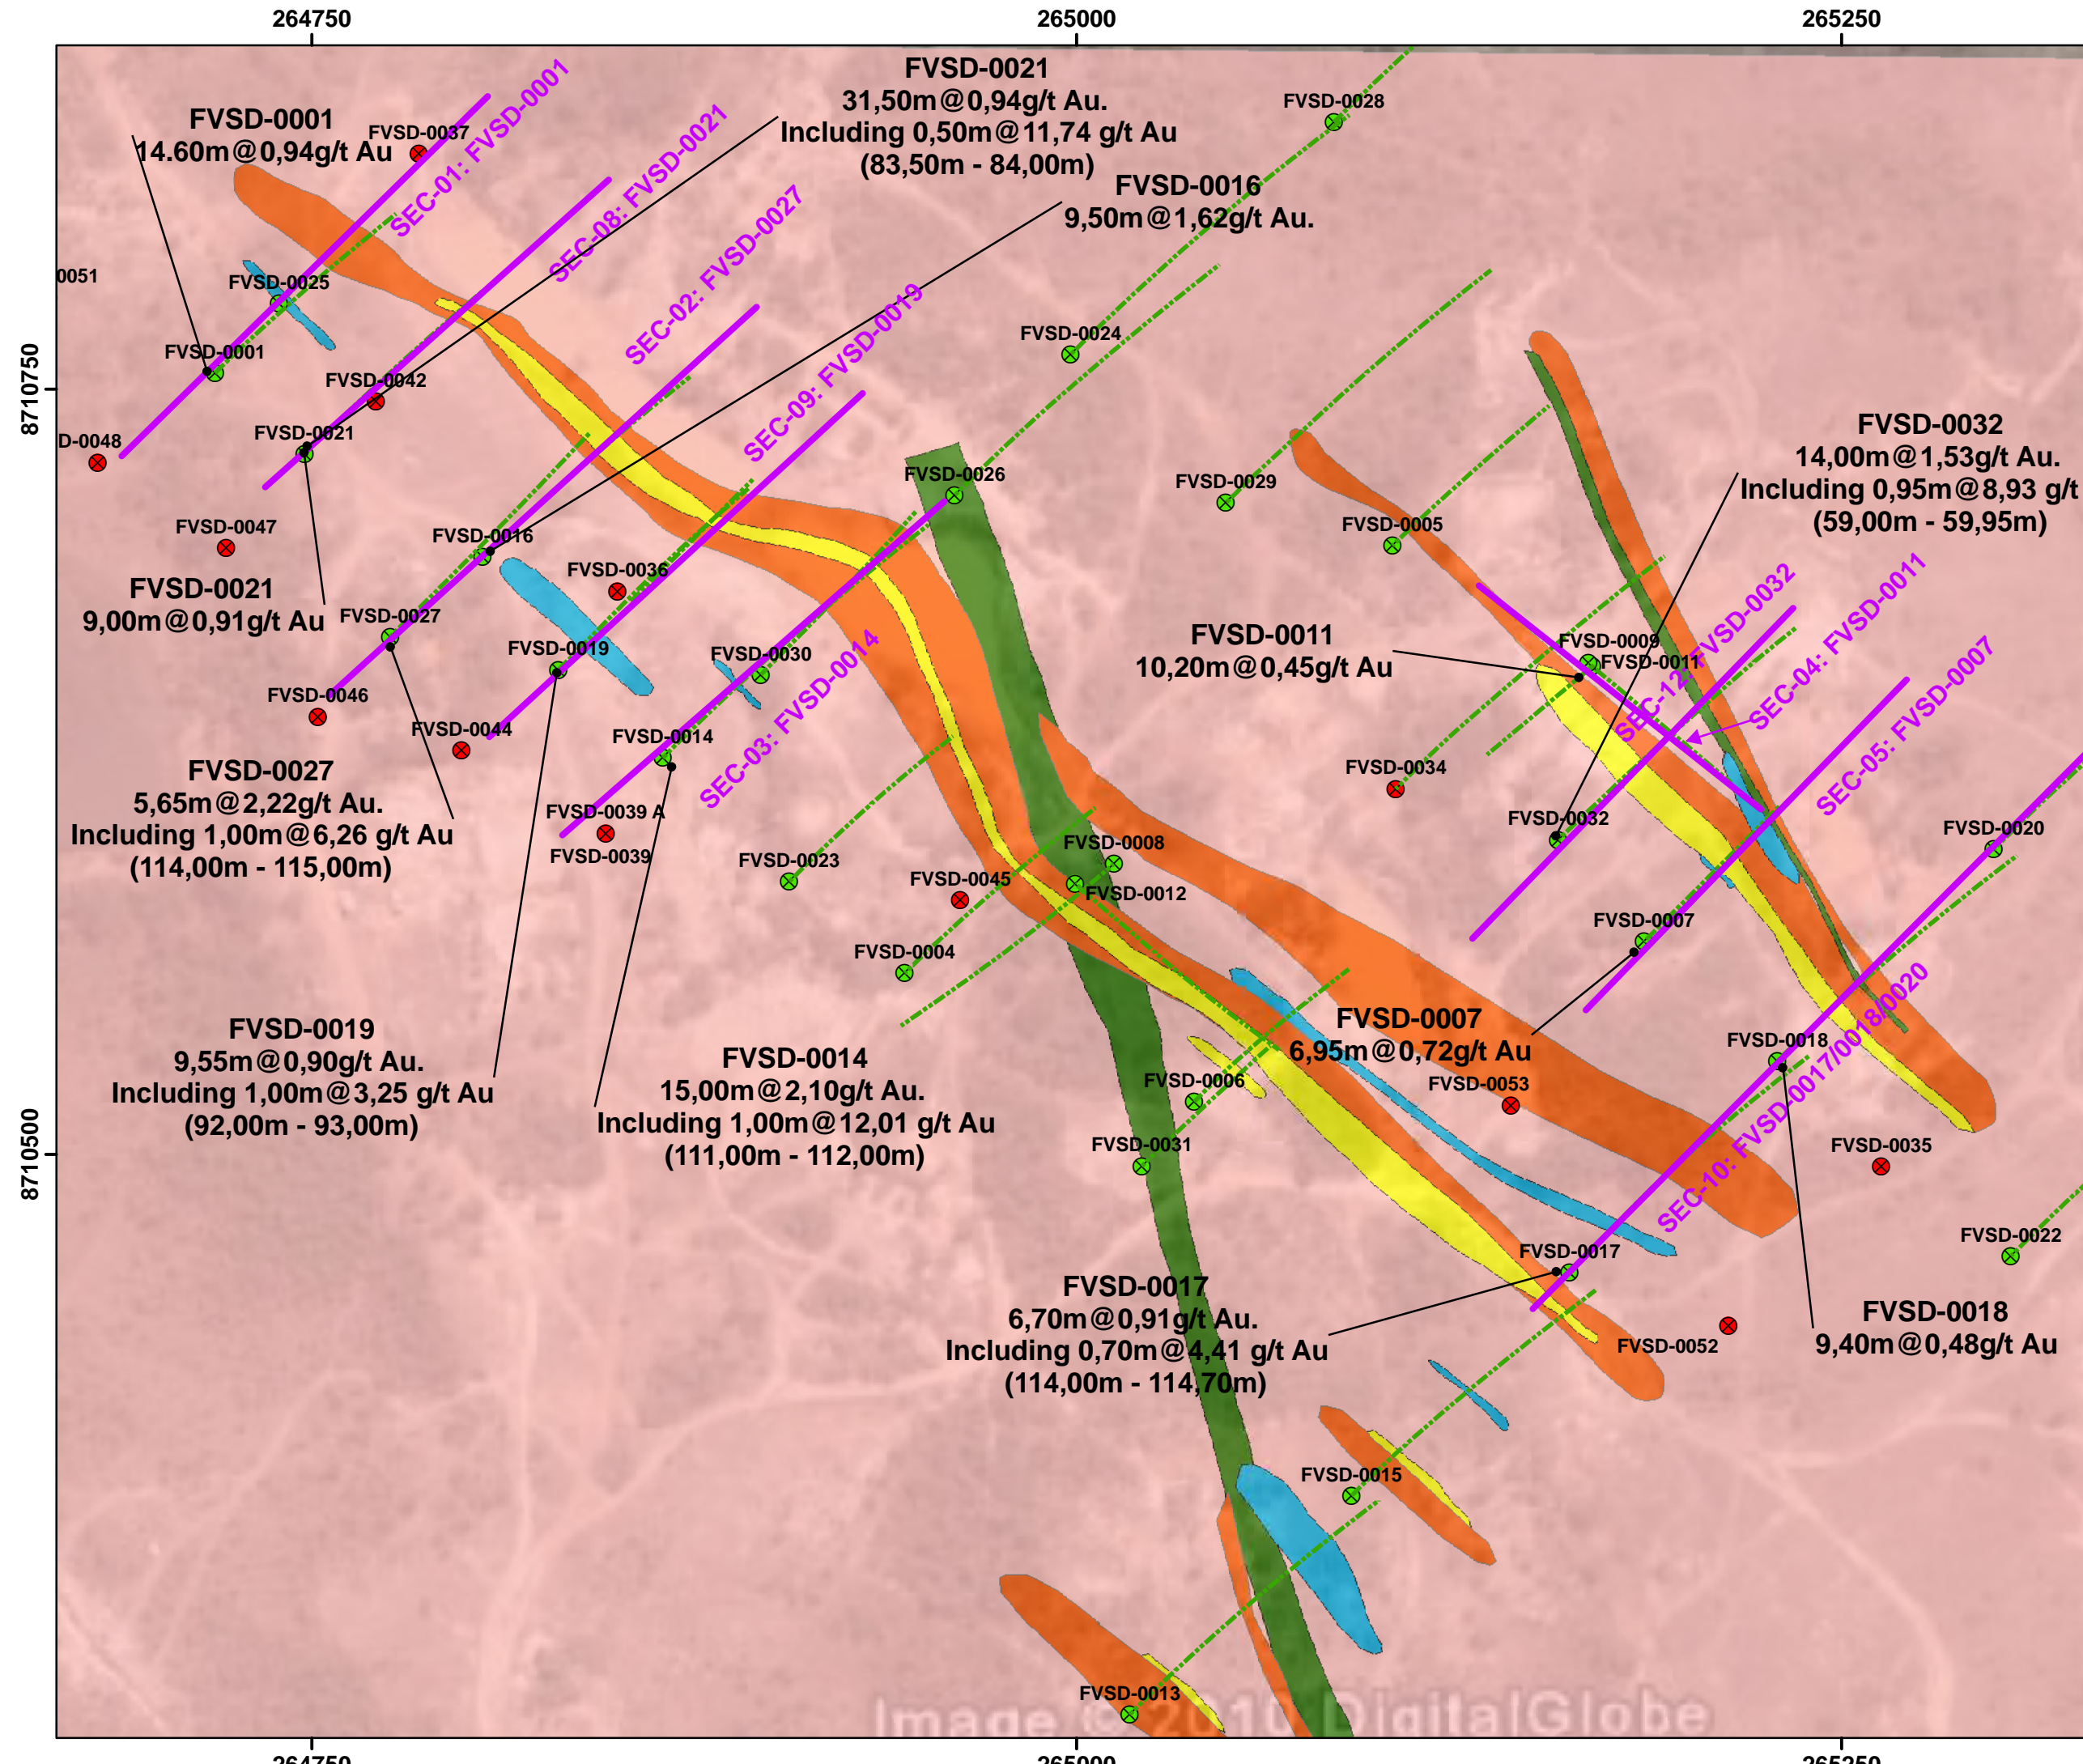 264750
265000
265250
FVSD-0001
14.60m@0,94g/t Au
FVSD-0037
SEC-01: FVSD-0001
SEC-08: FVSD-0021
FVSD-0021
31,50m@0,94g/t Au.
Including 0,50m@11,74 g/t Au
(83,50m - 84,00m)
FVSD-0028
FVSD-0016
9,50m@1,62g/t Au.
SEC-02: FVSD-0027
SEC-09: FVSD-0019
0051
FVSD-0025
FVSD-0001
FVSD-0042
FVSD-0024
8710750
D-0048
FVSD-0021
FVSD-0026
FVSD-0029
FVSD-0005
FVSD-0032
14,00m@1,53g/t Au.
Including 0,95m@8,93 g/t
(59,00m - 59,95m)
FVSD-0047
FVSD-0016
FVSD-0036
FVSD-0021
9,00m@0,91g/t Au
FVSD-0027
FVSD-0019
FVSD-0030
FVSD-0011
10,20m@0,45g/t Au
FVSD-0009
FVSD-0011
SEC-12: FVSD-0032
SEC-04: FVSD-0011
SEC-05: FVSD-0007
FVSD-0046
FVSD-0044
FVSD-0014
SEC-03: FVSD-0014
FVSD-0034
FVSD-0027
5,65m@2,22g/t Au.
Including 1,00m@6,26 g/t Au
(114,00m - 115,00m)
FVSD-0039 A
FVSD-0039
FVSD-0023
FVSD-0008
FVSD-0045
FVSD-0012
FVSD-0032
FVSD-0020
FVSD-0004
FVSD-0007
FVSD-0019
9,55m@0,90g/t Au.
Including 1,00m@3,25 g/t Au
(92,00m - 93,00m)
FVSD-0014
15,00m@2,10g/t Au.
Including 1,00m@12,01 g/t Au
(111,00m - 112,00m)
FVSD-0007
6,95m@0,72g/t Au
FVSD-0018
SEC-10: FVSD-0017/0018/0020
FVSD-0006
FVSD-0053
8710500
FVSD-0031
FVSD-0035
FVSD-0017
FVSD-0022
FVSD-0017
6,70m@0,91g/t Au.
Including 0,70m@4,41 g/t Au
(114,00m - 114,70m)
FVSD-0052
FVSD-0018
9,40m@0,48g/t Au
FVSD-0015
FVSD-0013
Image © 2010 DigitalGlobe
264750
265000
265250